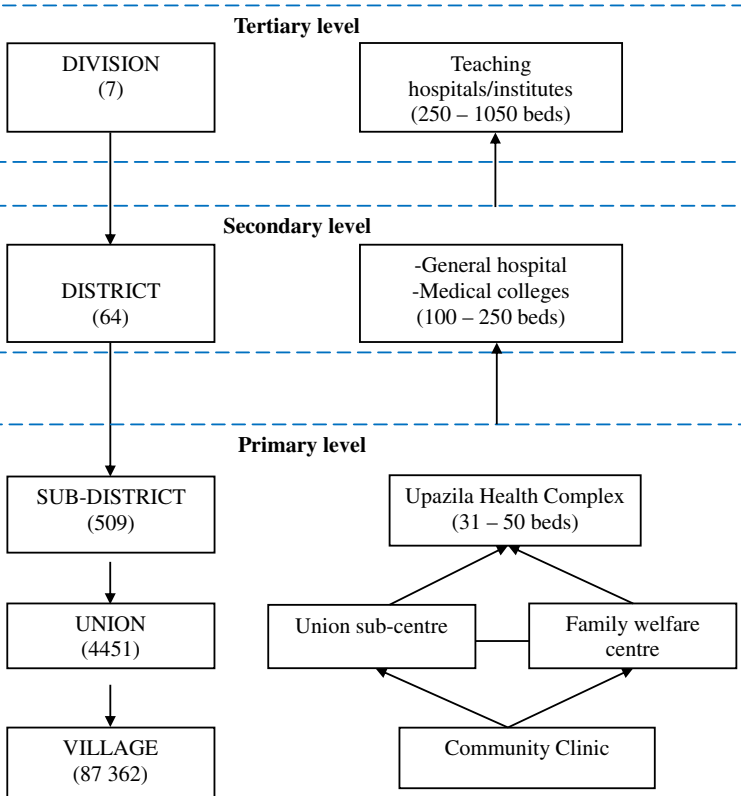 Tertiary level
DIVISION
(7)
Teaching
hospitals/institutes
(250 – 1050 beds)
Secondary level
DISTRICT
(64)
-General hospital
-Medical colleges
(100 – 250 beds)
Primary level
SUB-DISTRICT
(509)
Upazila Health Complex
(31 – 50 beds)
UNION
(4451)
Union sub-centre
Family welfare
centre
VILLAGE
(87 362)
Community Clinic